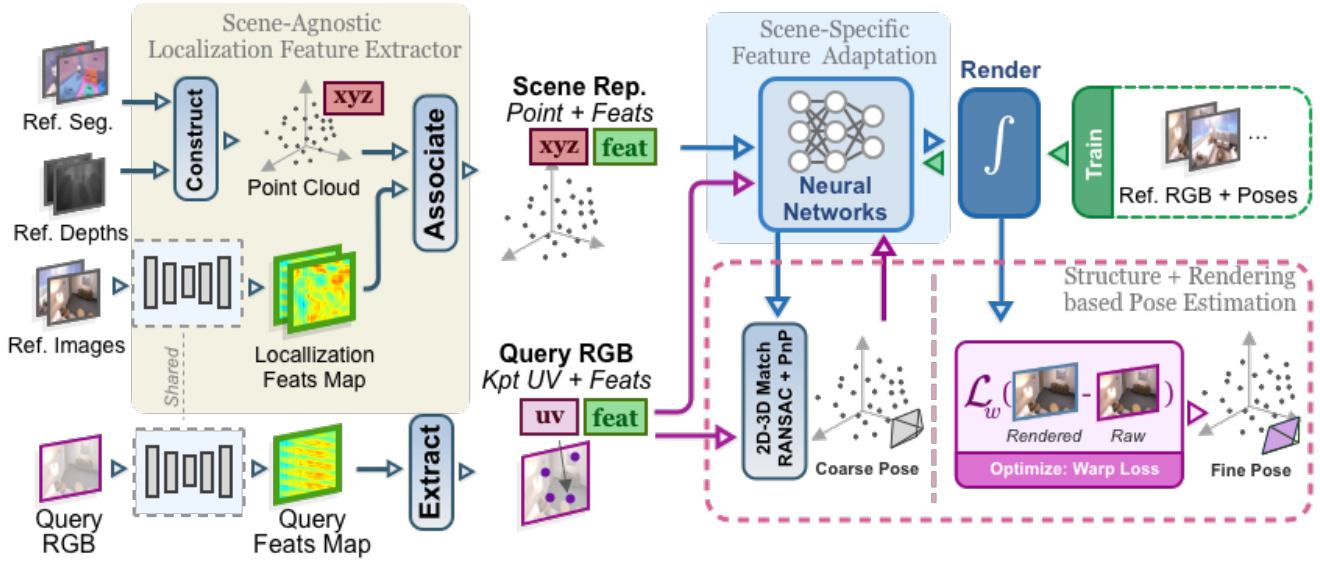 Scene-Agnostic
Localization Feature Extractor
Ref. Seg.
Ref. Depths
Ref. Images
Construct
xyz
Point Cloud
Associate
Locallization
Feats Map
Shared
Query
RGB
Query
Feats Map
Extract
Scene Rep.
Point + Feats
xyz
feat
Query RGB
Kpt UV + Feats
uv
feat
Scene-Specific
Feature Adaptation
Neural
Networks
Render
∫
Train
...
Ref. RGB + Poses
Structure + Rendering
based Pose Estimation
2D-3D Match
RANSAC + PnP
Coarse Pose
ℒw( - )
Rendered
Raw
Optimize: Warp Loss
Fine Pose